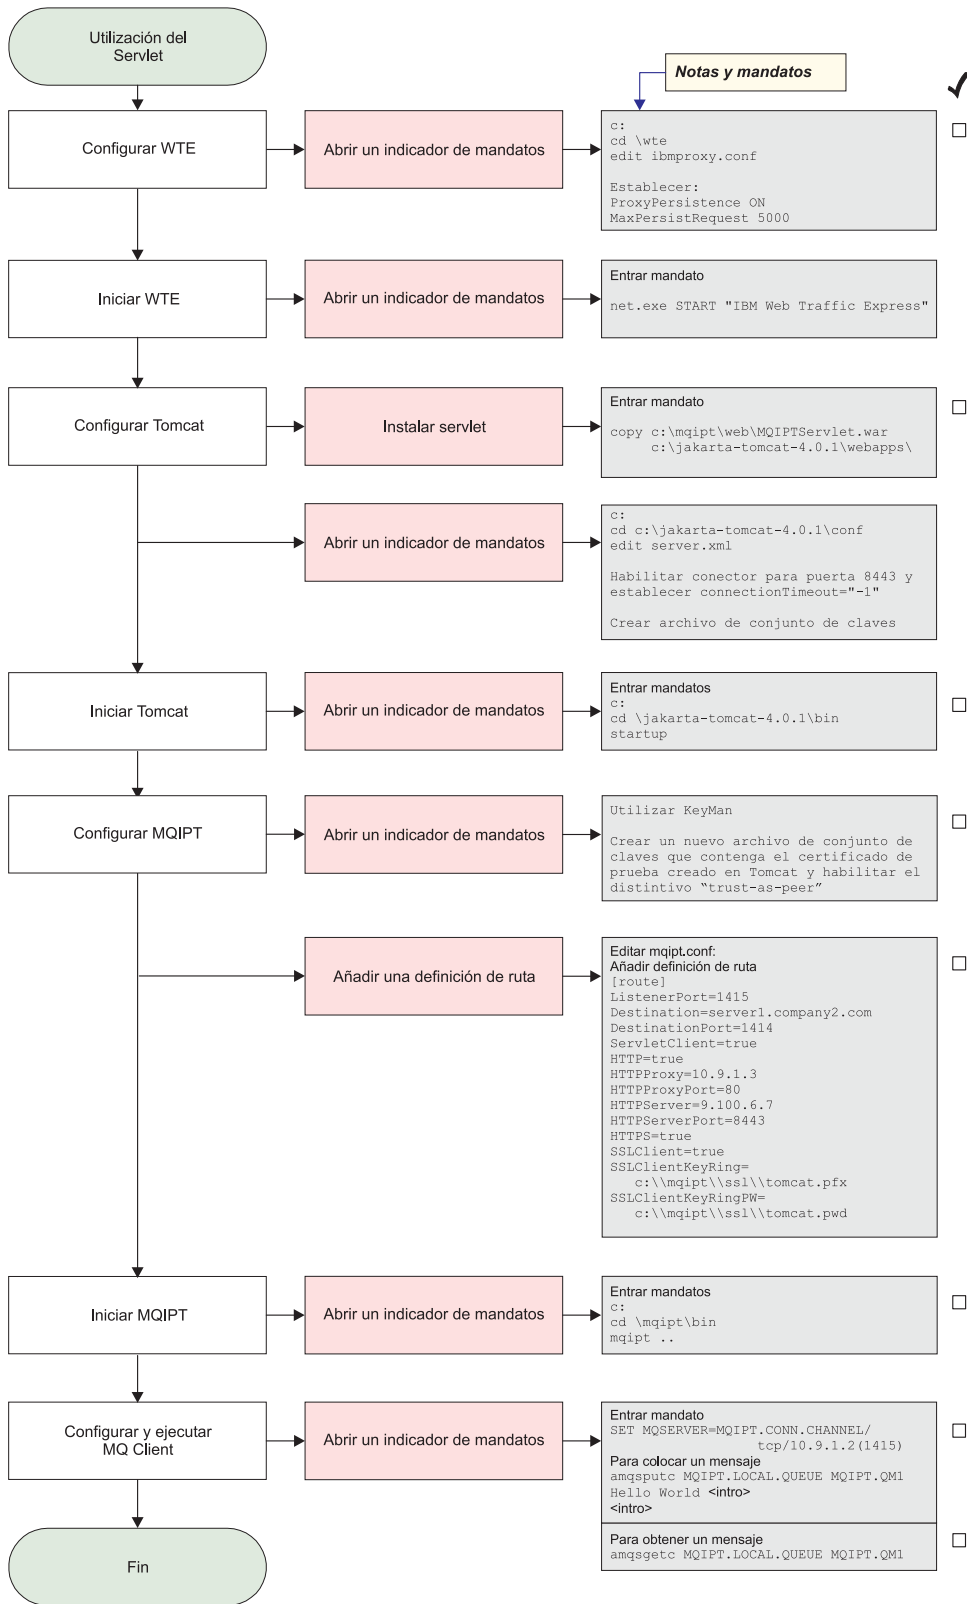 Utilización del
Servlet
Notas y mandatos
Configurar WTE
Abrir un indicador de mandatos
c:
cd \wte
edit ibmproxy.conf
Establecer:
ProxyPersistence ON
MaxPersistRequest 5000
Iniciar WTE
Abrir un indicador de mandatos
Entrar mandato
net.exe START "IBM Web Traffic Express"
Configurar Tomcat
Instalar servlet
Entrar mandato
copy c:\mqipt\web\MQIPTServlet.war
c:\jakarta-tomcat-4.0.1\webapps\
Abrir un indicador de mandatos
c:
cd c:\jakarta-tomcat-4.0.1\conf
edit server.xml
Habilitar conector para puerta 8443 y
establecer connectionTimeout="-1"
Crear archivo de conjunto de claves
Iniciar Tomcat
Abrir un indicador de mandatos
Entrar mandatos
c:
cd \jakarta-tomcat-4.0.1\bin
startup
Configurar MQIPT
Abrir un indicador de mandatos
Utilizar KeyMan
Crear un nuevo archivo de conjunto de
claves que contenga el certificado de
prueba creado en Tomcat y habilitar el
distintivo “trust-as-peer”
Añadir una definición de ruta
Editar mqipt.conf:
Añadir definición de ruta
[route]
ListenerPort=1415
Destination=server1.company2.com
DestinationPort=1414
ServletClient=true
HTTP=true
HTTPProxy=10.9.1.3
HTTPProxyPort=80
HTTPServer=9.100.6.7
HTTPServerPort=8443
HTTPS=true
SSLClient=true
SSLClientKeyRing=
c:\\mqipt\\ssl\\tomcat.pfx
SSLClientKeyRingPW=
c:\\mqipt\\ssl\\tomcat.pwd
Iniciar MQIPT
Abrir un indicador de mandatos
Entrar mandatos
c:
cd \mqipt\bin
mqipt ..
Configurar y ejecutar
MQ Client
Abrir un indicador de mandatos
Entrar mandato
SET MQSERVER=MQIPT.CONN.CHANNEL/
tcp/10.9.1.2(1415)
Para colocar un mensaje
amqsputc MQIPT.LOCAL.QUEUE MQIPT.QM1
Hello World <intro>
<intro>
Para obtener un mensaje
amqsgetc MQIPT.LOCAL.QUEUE MQIPT.QM1
Fin